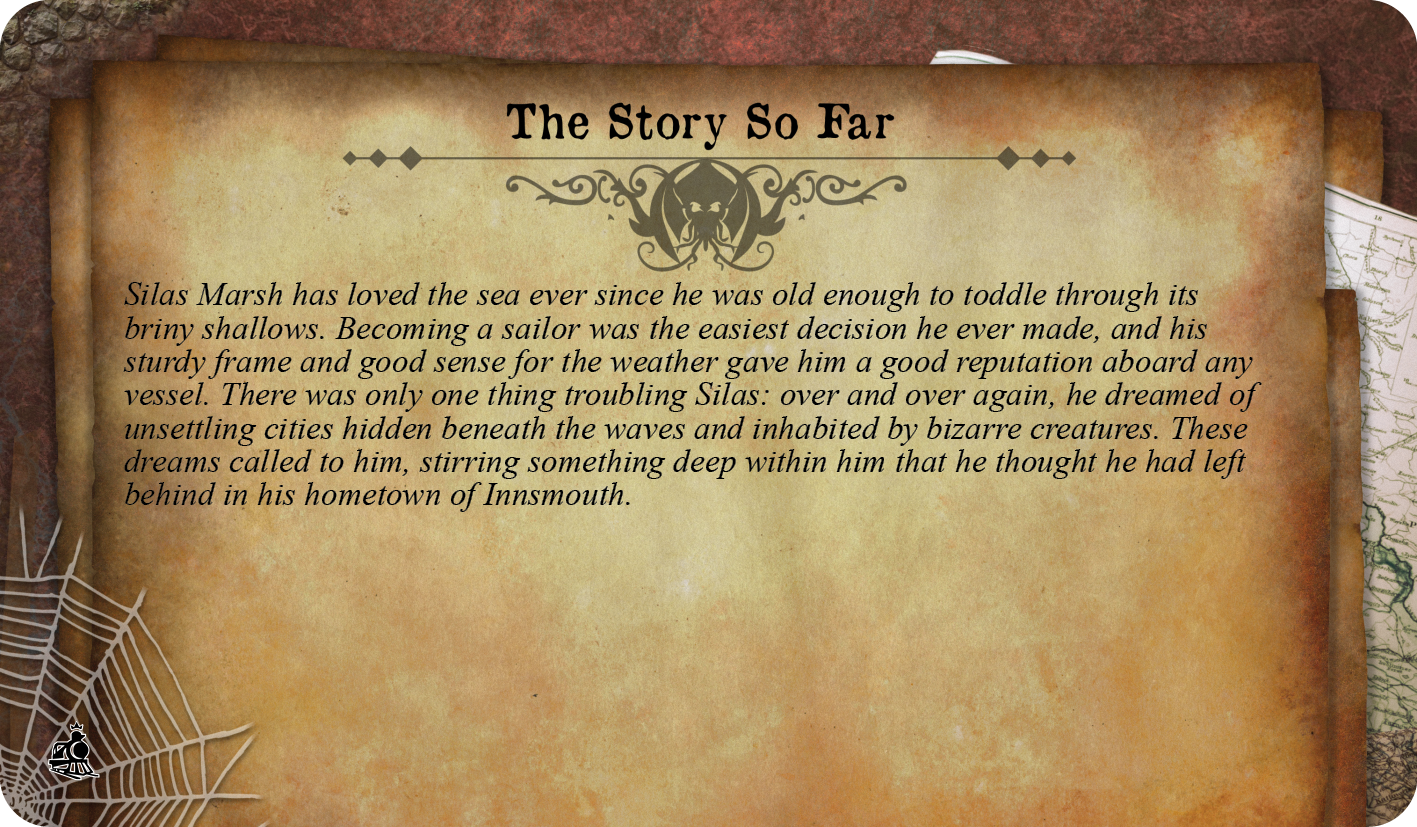 The Story So Far
Silas Marsh has loved the sea ever since he was old enough to toddle through its
briny shallows. Becoming a sailor was the easiest decision he ever made, and his
sturdy frame and good sense for the weather gave him a good reputation aboard any
vessel. There was only one thing troubling Silas: over and over again, he dreamed of
unsettling cities hidden beneath the waves and inhabited by bizarre creatures. These
dreams called to him, stirring something deep within him that he thought he had left
behind in his hometown of Innsmouth.